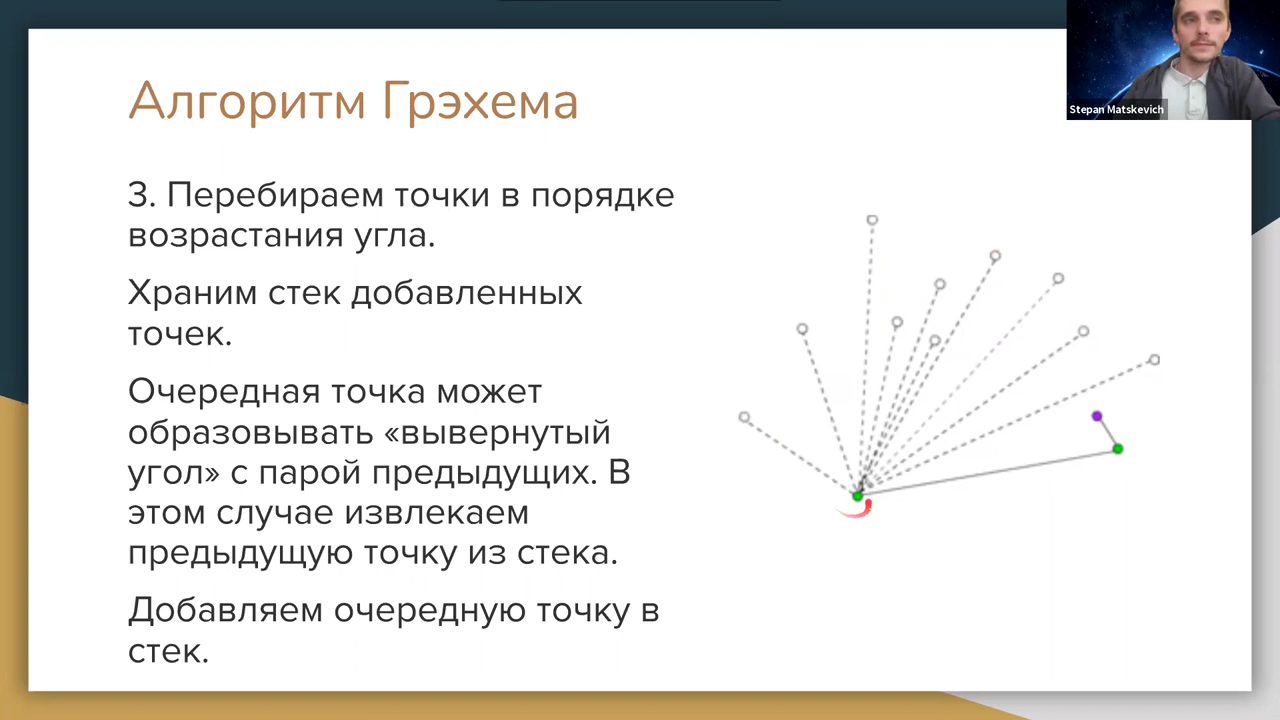 Stepan Matskevich
Алгоритм Грэхема
3. Перебираем точки в порядке
возрастания угла.
Храним стек добавленных
точек.
Очередная точка может
образовывать «вывернутый
угол» с парой предыдущих. В
этом случае извлекаем
предыдущую точку из стека.
Добавляем очередную точку в
стек.